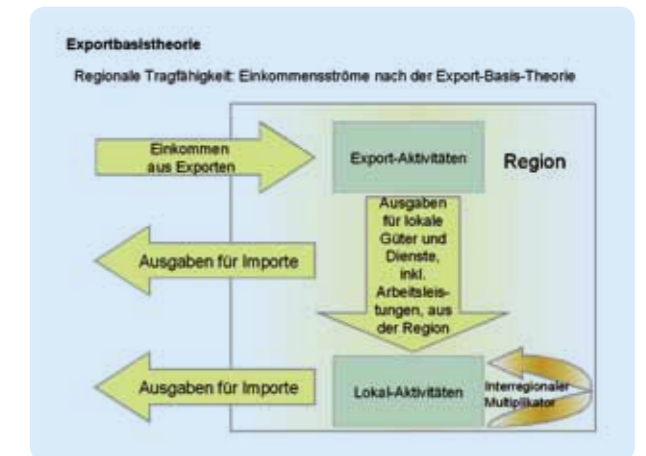 Exportbasistheorie
Regionale Tragfähigkeit: Einkommensströme nach der Export-Basis-Theorie
Einkommen
aus Exporten
Export-Aktivitäten
Region
Ausgaben
für lokale
Güter und
Dienste,
inkl.
Arbeitsleis-
tungen, aus
der Region
Ausgaben für Importe
Ausgaben für Importe
Lokal-Aktivitäten
Interregionaler
Multiplikator